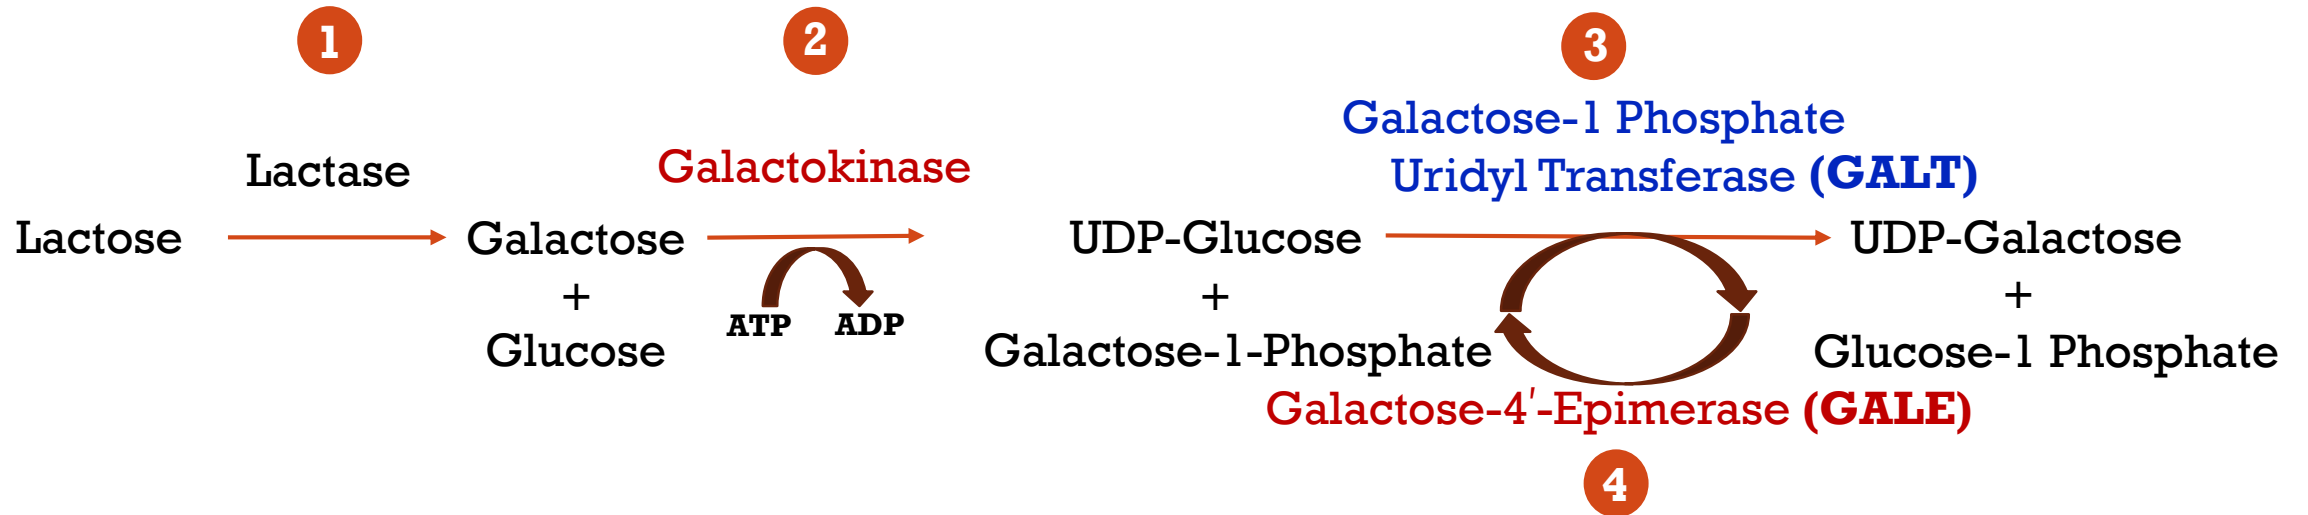 1
2
3
Galactose-1 Phosphate
Uridyl Transferase (GALT)
Lactase
Galactokinase
Lactose
Galactose
+
Glucose
ATP
ADP
UDP-Glucose
+
Galactose-1-Phosphate
UDP-Galactose
+
Glucose-1 Phosphate
Galactose-4'-Epimerase (GALE)
4